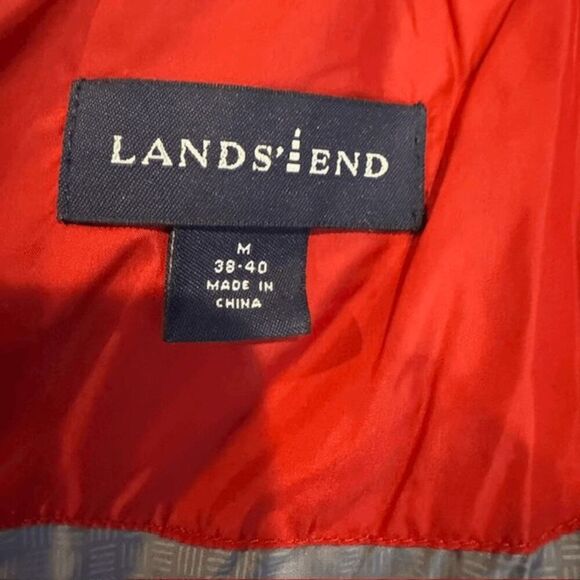 LANDS' END
M
38-40
MADE IN
CHINA